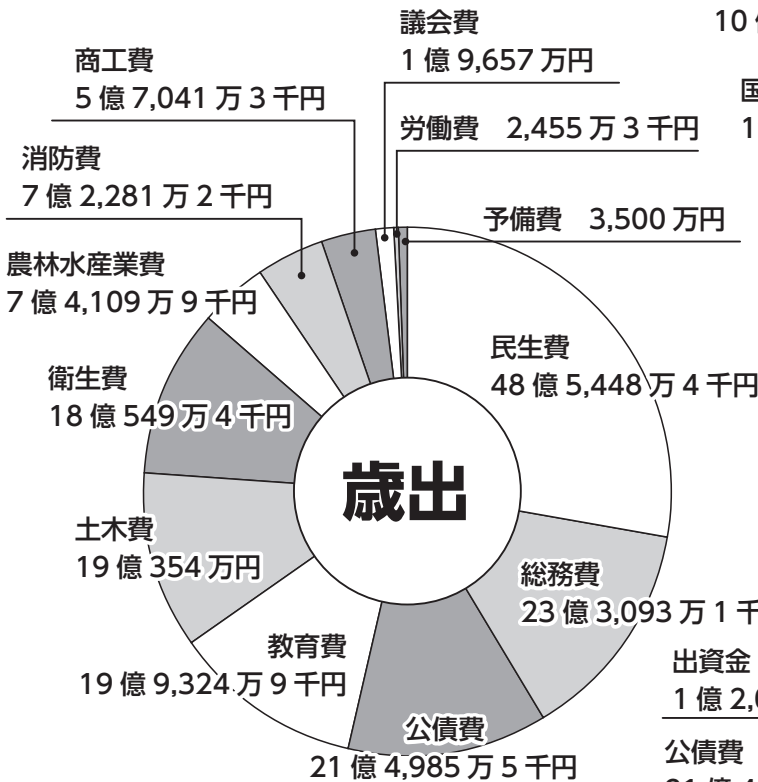 議会費
1 億 9,657 万円
10
商工費
5 億 7,041 万 3 千円
労働費 2,455 万 3 千円
1
消防費
7 億 2,281 万 2 千円
予備費 3,500 万円
農林水産業費
7 億 4,109 万 9 千円
民生費
48 億 5,448 万 4 千円
衛生費
18 億 549 万 4 千円
歳出
土木費
19 億 354 万円
総務費
23 億 3,093 万 1 千
教育費
19 億 9,324 万 9 千円
出資金
1 億 2,
公債費
21 億 4,985 万 5 千円
公債費